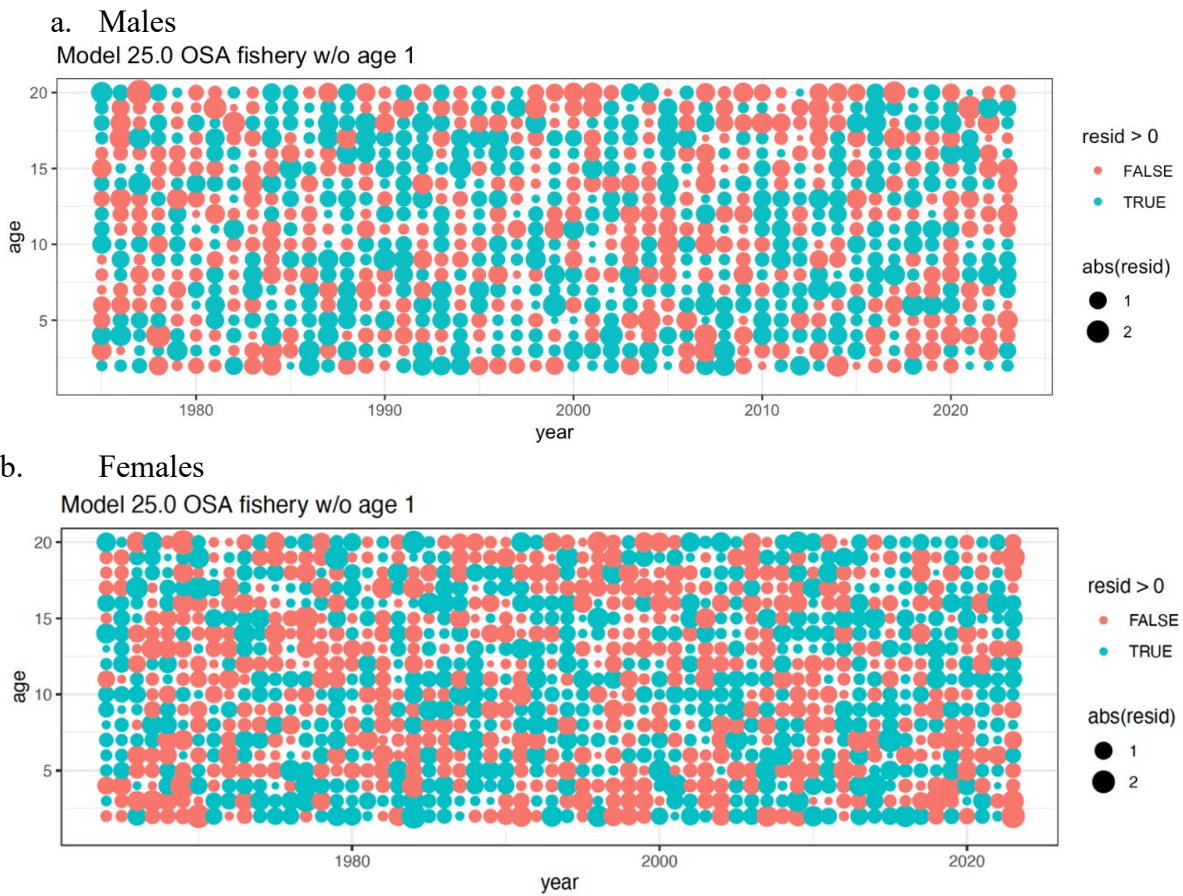 a. Males
Model 25.0 OSA fishery w/o age 1
20
15
10
5
age
1980 1990 2000 2010 2020
year
resid > 0
FALSE
TRUE
abs(resid)
1
2
b. Females
Model 25.0 OSA fishery w/o age 1
20
15
10
5
age
1980 2000 2020
year
resid > 0
FALSE
TRUE
abs(resid)
1
2